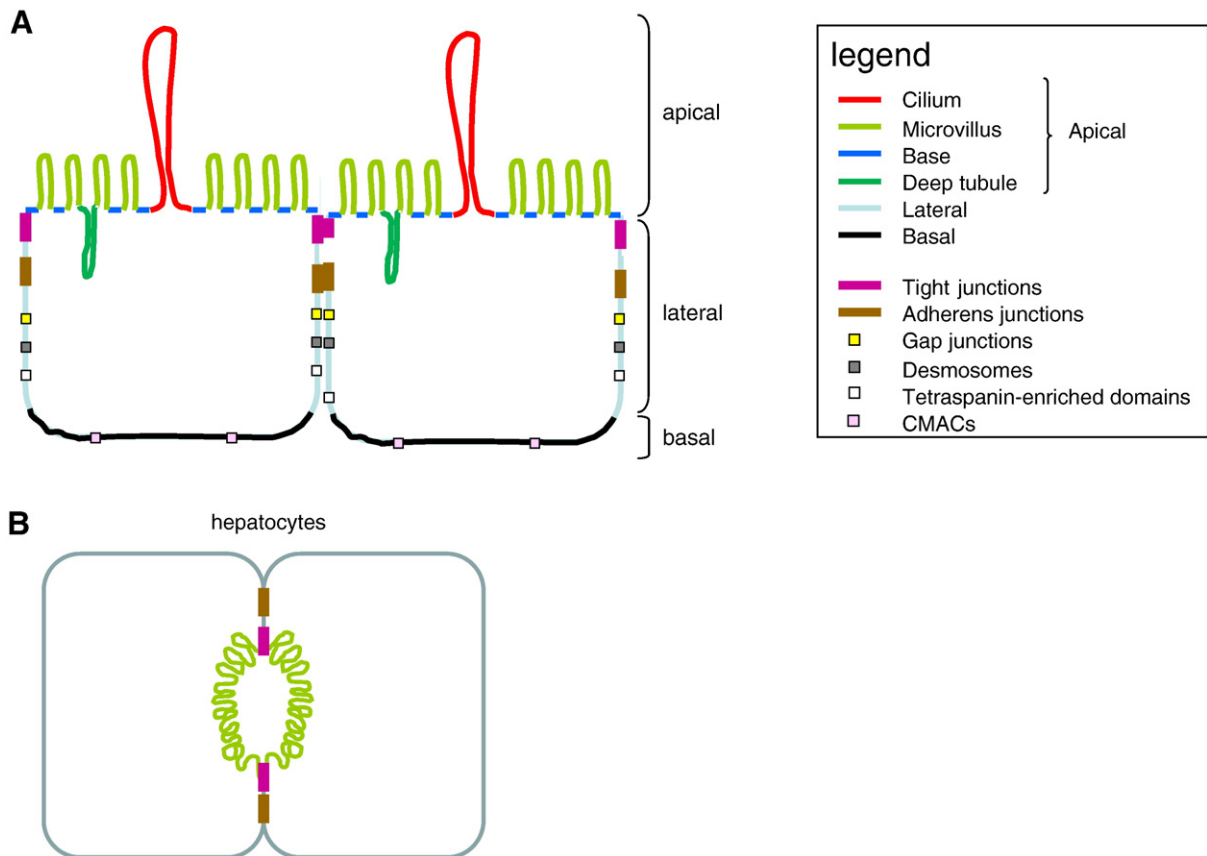 A
apical
lateral
basal
legend
Cilium
Microvillus
Base
Deep tubule
Apical
Lateral
Basal
Tight junctions
Adherens junctions
Gap junctions
Desmosomes
Tetraspanin-enriched domains
CMACs
B
hepatocytes